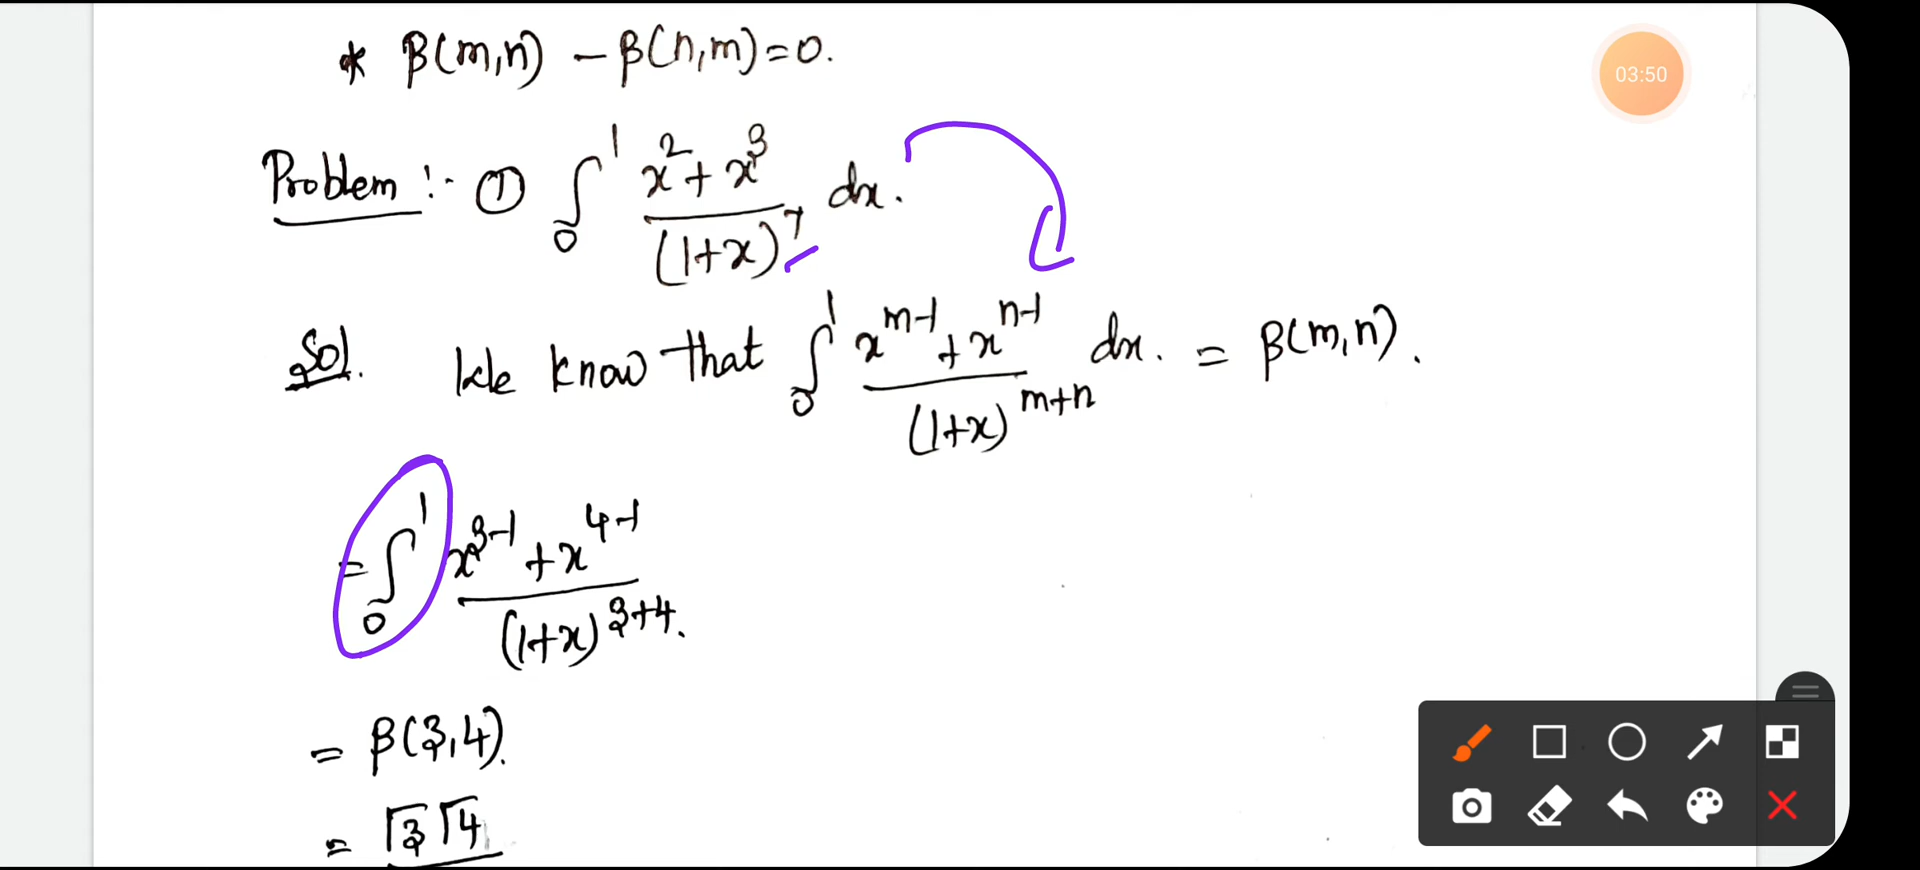 * β(m,n) - β(n,m)=0.
03:50
Problem :- ① ∫₀¹ (x² + x³)/(1+x)⁷ dx.
Sol. We know that ∫₀¹ (x^(m-1) + x^(n-1))/(1+x)^(m+n) dx. = β(m,n).
= ∫₀¹ (x^(3-1) + x^(4-1))/(1+x)^(3+4).
= β(3,4).
= Γ3 Γ4